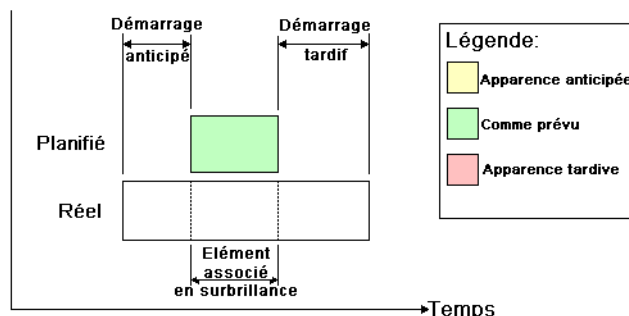 Démarrage
anticipé
Démarrage
tardif
Planifié
Réel
Elément
associé
en surbrillance
Temps
Légende:
Apparence anticipée
Comme prévu
Apparence tardive